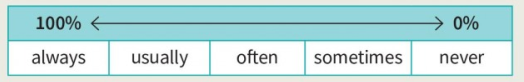 100% ⟷ 0%
always usually often sometimes never